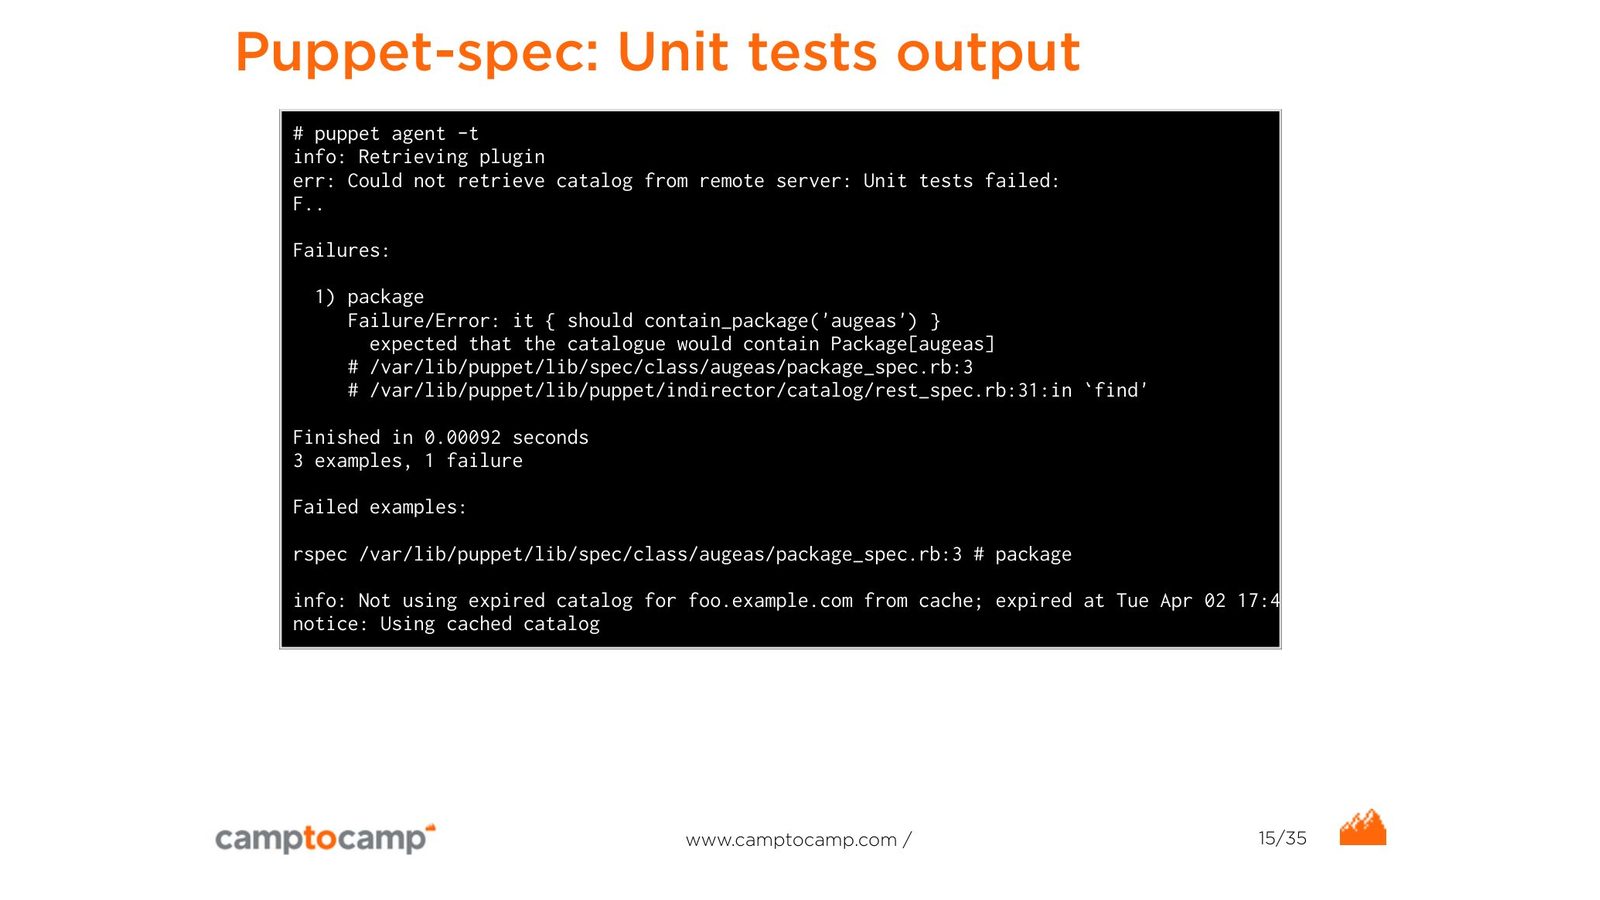 Puppet-spec: Unit tests output
# puppet agent -t
info: Retrieving plugin
err: Could not retrieve catalog from remote server: Unit tests failed:
F..
Failures:
1) package
Failure/Error: it { should contain_package('augeas') }
expected that the catalogue would contain Package[augeas]
# /var/lib/puppet/lib/spec/class/augeas/package_spec.rb:3
# /var/lib/puppet/lib/puppet/indirector/catalog/rest_spec.rb:31:in `find'
Finished in 0.00092 seconds
3 examples, 1 failure
Failed examples:
rspec /var/lib/puppet/lib/spec/class/augeas/package_spec.rb:3 # package
info: Not using expired catalog for foo.example.com from cache; expired at Tue Apr 02 17:4
notice: Using cached catalog
camptocamp
www.camptocamp.com /
15/35